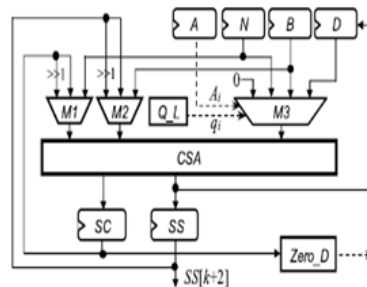 A N B D
>>1 >>1 0
M1 M2 Q_L A_i q_i M3
CSA
SC SS Zero_D
SS[k+2]